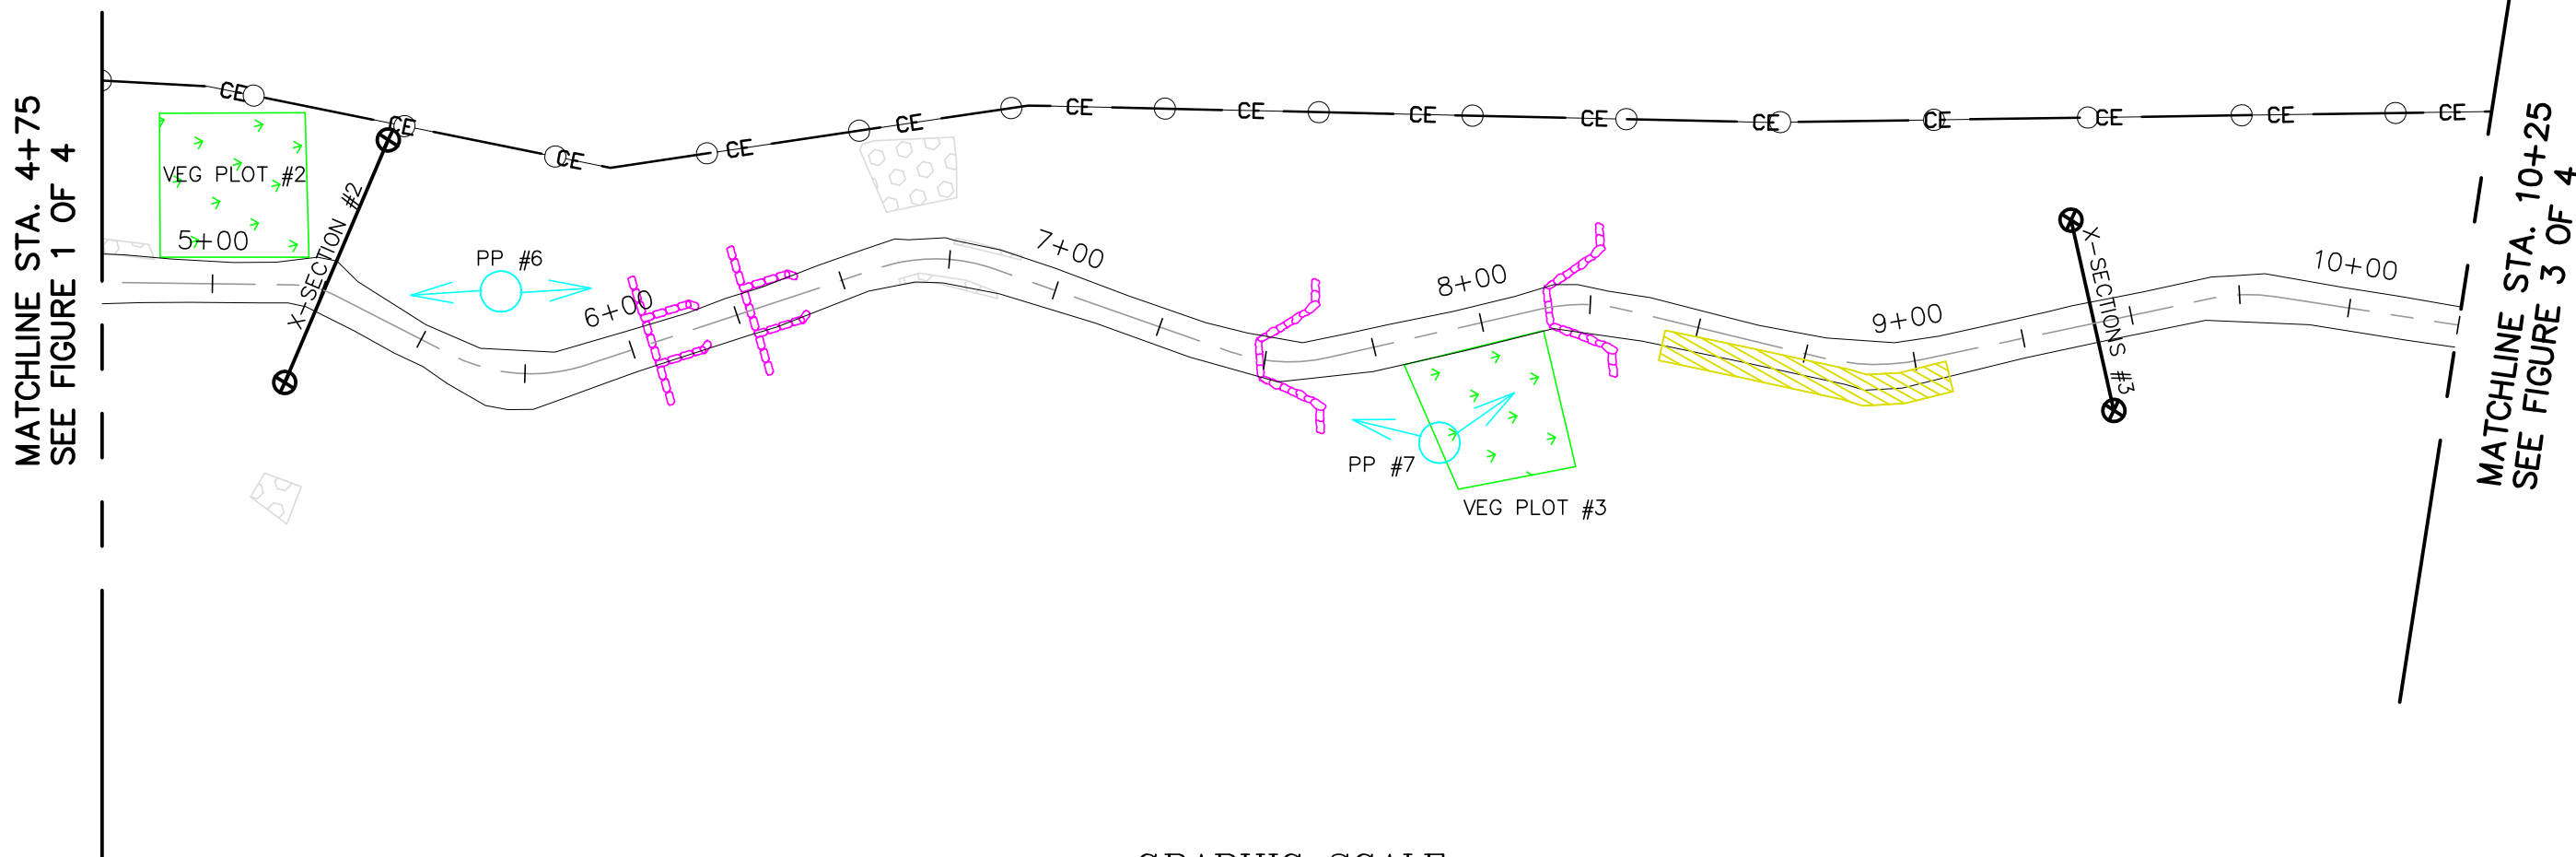 MATCHLINE STA. 4+75
SEE FIGURE 1 OF 4
CE
CE
CE
CE
CE
CE
CE
CE
CE
CE
CE
CE
CE
CE
VEG PLOT #2
5+00
X-SECTION #2
PP #6
6+00
7+00
8+00
PP #7
VEG PLOT #3
9+00
X-SECTIONS #3
10+00
MATCHLINE STA. 10+25
SEE FIGURE 3 OF 4
GRAPHIC SCALE